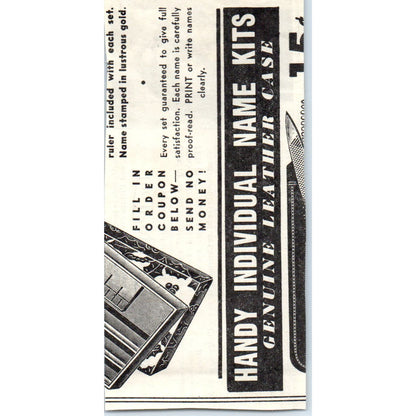 ruler included with each set.
Name stamped in lustrous gold.
•
Every set guaranteed to give full
satisfaction. Each name is carefully
proof-read. PRINT or write names
clearly.
FILL IN
ORDER
COUPON
BELOW—
SEND NO
MONEY!
HANDY INDIVIDUAL NAME KITS
GENUINE LEATHER CASE
15¢